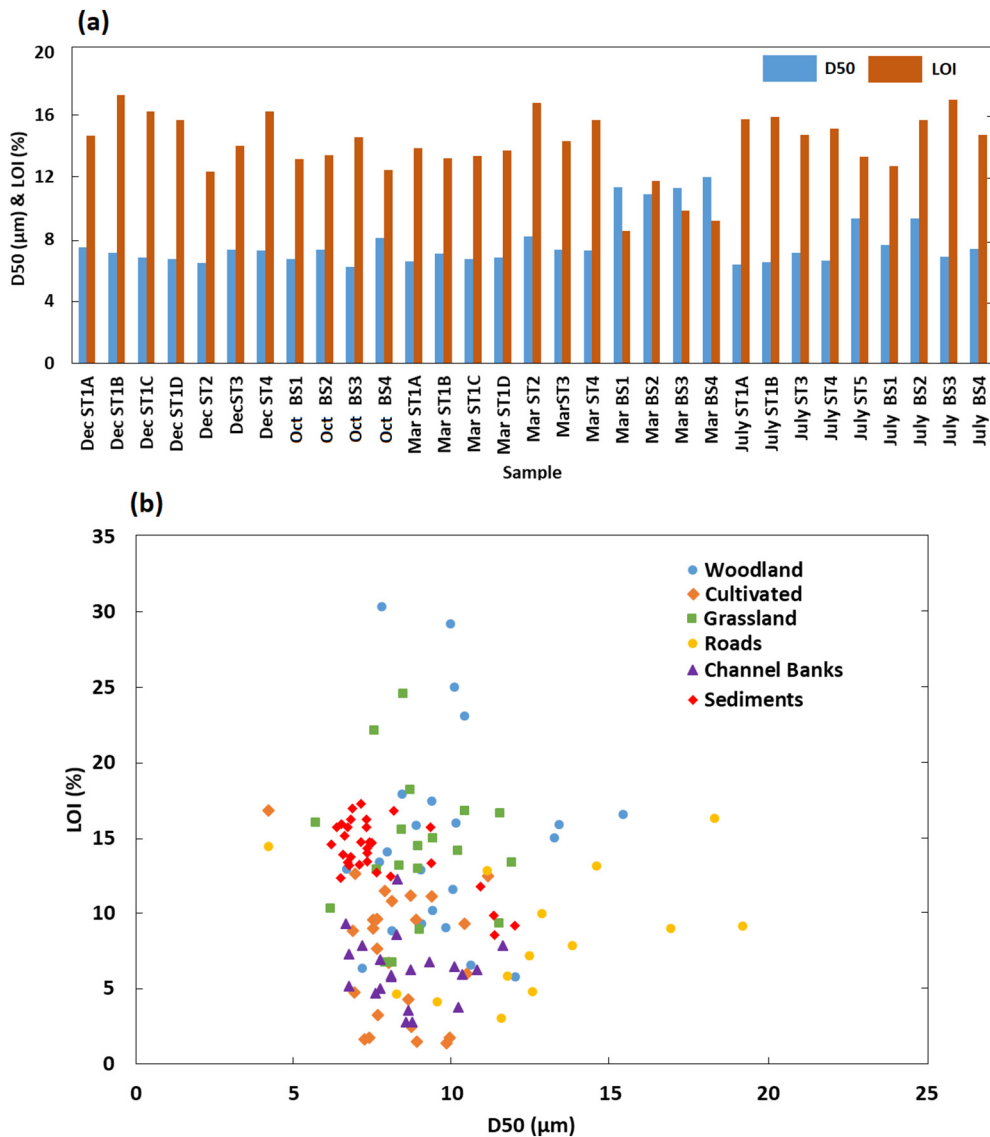 (a)
20
16
12
8
4
0
D50 (μm) & LOI (%)
D50
LOI
Dec ST1A
Dec ST1B
Dec ST1C
Dec ST1D
Dec ST2
DecST3
Dec ST4
Oct BS1
Oct BS2
Oct BS3
Oct BS4
Mar ST1A
Mar ST1B
Mar ST1C
Mar ST1D
Mar ST2
MarST3
Mar ST4
Mar BS1
Mar BS2
Mar BS3
Mar BS4
July ST1A
July ST1B
July ST3
July ST4
July ST5
July BS1
July BS2
July BS3
July BS4
Sample
(b)
35
30
25
20
15
10
5
0
LOI (%)
Woodland
Cultivated
Grassland
Roads
Channel Banks
Sediments
0
5
10
15
20
25
D50 (μm)